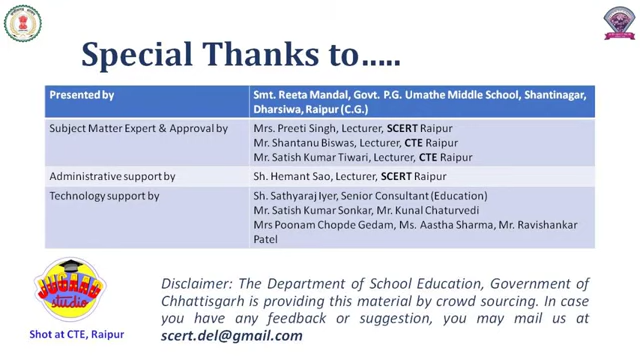 Special Thanks to.....
Presented by
Smt. Reeta Mandal, Govt. P.G. Umathe Middle School, Shantinagar,
Dharsiwa, Raipur (C.G.)
Subject Matter Expert & Approval by
Mrs. Preeti Singh, Lecturer, SCERT Raipur
Mr. Shantanu Biswas, Lecturer, CTE Raipur
Mr. Satish Kumar Tiwari, Lecturer, CTE Raipur
Administrative support by
Sh. Hemant Sao, Lecturer, SCERT Raipur
Technology support by
Sh. Sathyaraj Iyer, Senior Consultant (Education)
Mr. Satish Kumar Sonkar, Mr. Kunal Chaturvedi
Mrs Poonam Chopde Gedam, Ms. Aastha Sharma, Mr. Ravishankar
Patel
JUGAAD
studio
Shot at CTE, Raipur
Disclaimer: The Department of School Education, Government of
Chhattisgarh is providing this material by crowd sourcing. In case
you have any feedback or suggestion, you may mail us at
scert.del@gmail.com